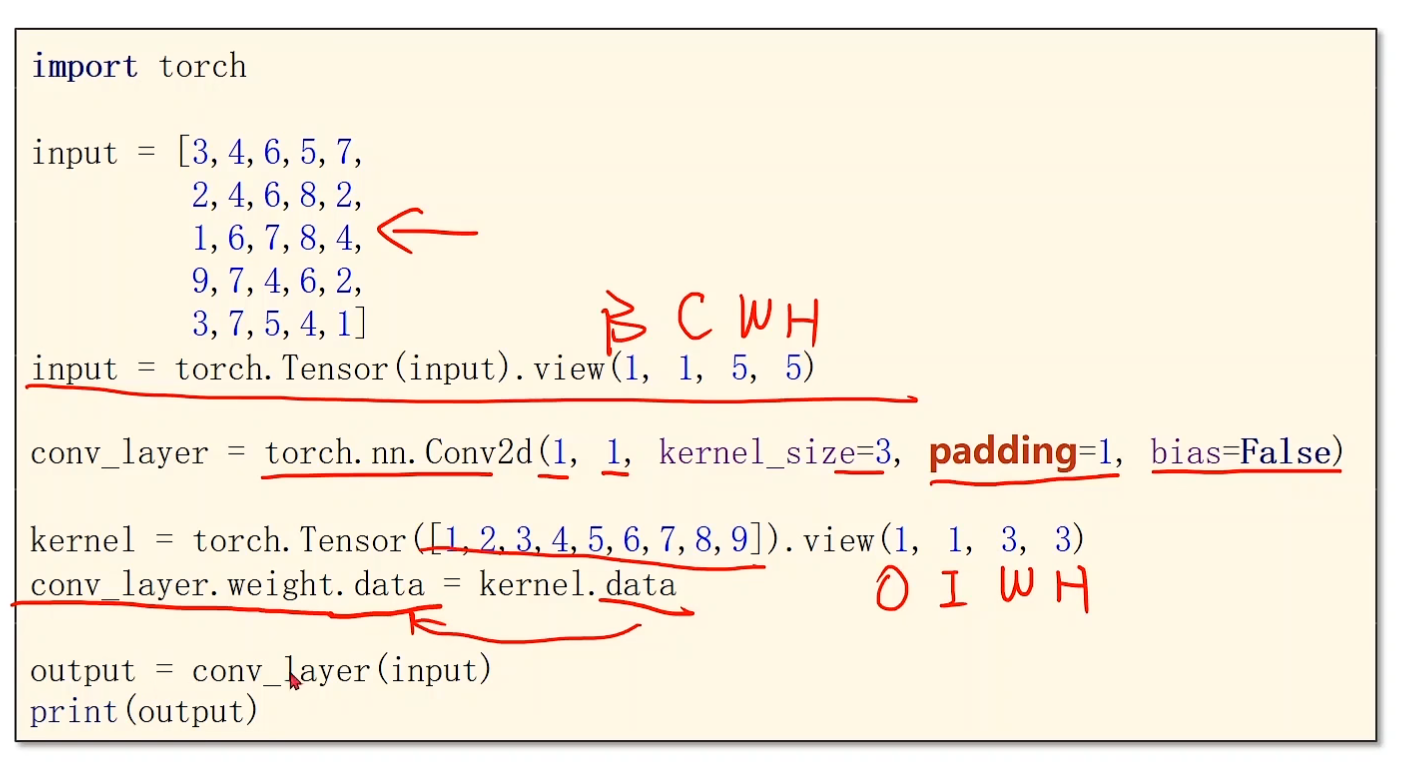 import torch
input = [3, 4, 6, 5, 7,
2, 4, 6, 8, 2,
1, 6, 7, 8, 4,
9, 7, 4, 6, 2,
3, 7, 5, 4, 1]
B C W H
input = torch.Tensor(input).view(1, 1, 5, 5)
conv_layer = torch.nn.Conv2d(1, 1, kernel_size=3, padding=1, bias=False)
kernel = torch.Tensor([1, 2, 3, 4, 5, 6, 7, 8, 9]).view(1, 1, 3, 3)
conv_layer.weight.data = kernel.data
O I W H
output = conv_layer(input)
print(output)